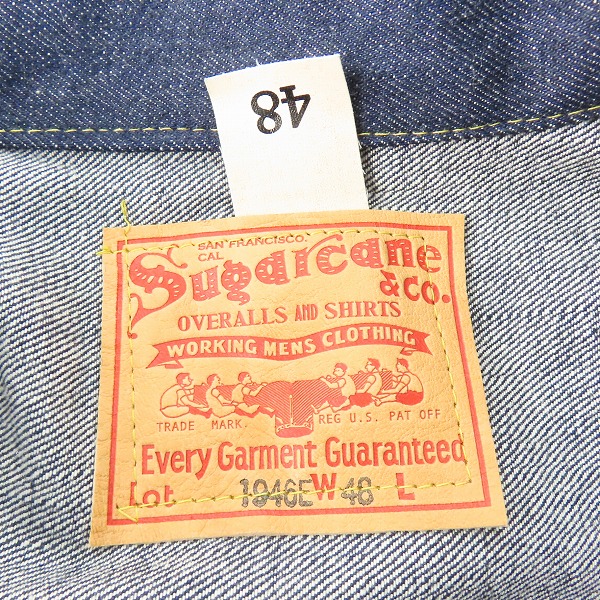 48
SAN FRANCISCO.
CAL
Sugarcane
& CO.
OVERALLS AND SHIRTS
WORKING MENS CLOTHING
TRADE MARK. REG U.S. PAT OFF
Every Garment Guaranteed
Lot 1946E W 48 L